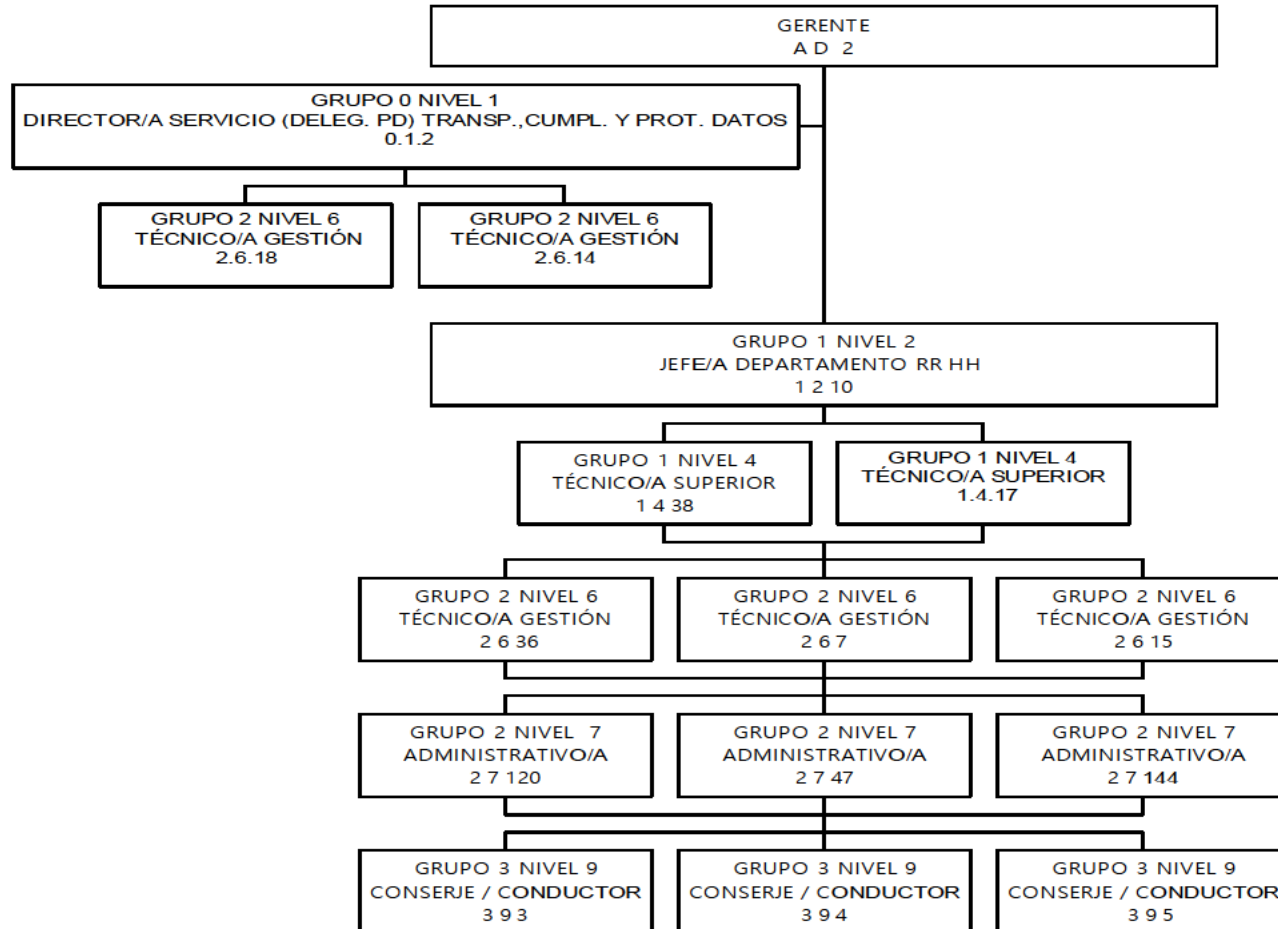 GERENTE
A D 2
GRUPO 0 NIVEL 1
DIRECTOR/A SERVICIO (DELEG. PD) TRANSP.,CUMPL. Y PROT. DATOS
0.1.2
GRUPO 2 NIVEL 6
TÉCNICO/A GESTIÓN
2.6.18
GRUPO 2 NIVEL 6
TÉCNICO/A GESTIÓN
2.6.14
GRUPO 1 NIVEL 2
JEFE/A DEPARTAMENTO RR HH
1 2 10
GRUPO 1 NIVEL 4
TÉCNICO/A SUPERIOR
1 4 38
GRUPO 1 NIVEL 4
TÉCNICO/A SUPERIOR
1.4.17
GRUPO 2 NIVEL 6
TÉCNICO/A GESTIÓN
2 6 36
GRUPO 2 NIVEL 6
TÉCNICO/A GESTIÓN
2 6 7
GRUPO 2 NIVEL 6
TÉCNICO/A GESTIÓN
2 6 15
GRUPO 2 NIVEL 7
ADMINISTRATIVO/A
2 7 120
GRUPO 2 NIVEL 7
ADMINISTRATIVO/A
2 7 47
GRUPO 2 NIVEL 7
ADMINISTRATIVO/A
2 7 144
GRUPO 3 NIVEL 9
CONSERJE / CONDUCTOR
3 9 3
GRUPO 3 NIVEL 9
CONSERJE / CONDUCTOR
3 9 4
GRUPO 3 NIVEL 9
CONSERJE / CONDUCTOR
3 9 5